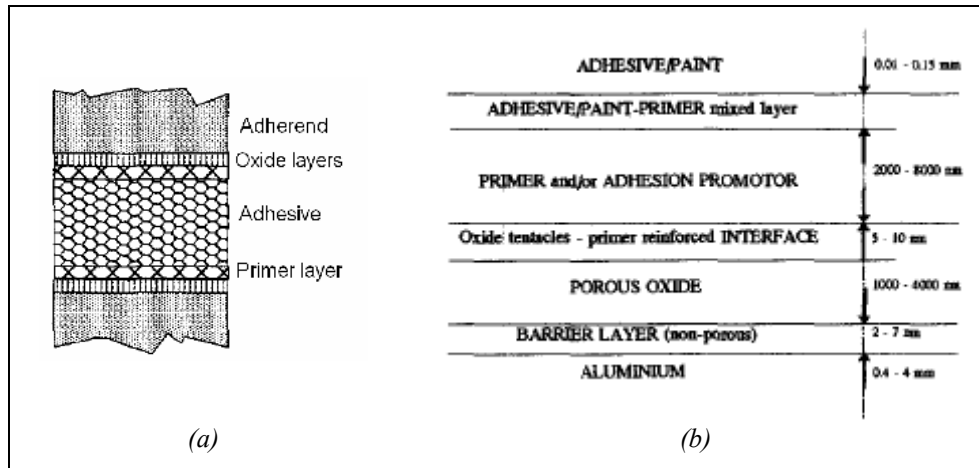 Adherend
Oxide layers
Adhesive
Primer layer
(a)
ADHESIVE/PAINT 0.01 - 0.15 mm
ADHESIVE/PAINT-PRIMER mixed layer
PRIMER and/or ADHESION PROMOTOR 2000 - 8000 nm
Oxide tentacles - primer reinforced INTERFACE 5 - 10 nm
POROUS OXIDE 1000 - 4000 nm
BARRIER LAYER (non-porous) 2 - 7 nm
ALUMINIUM 0.4 - 4 mm
(b)